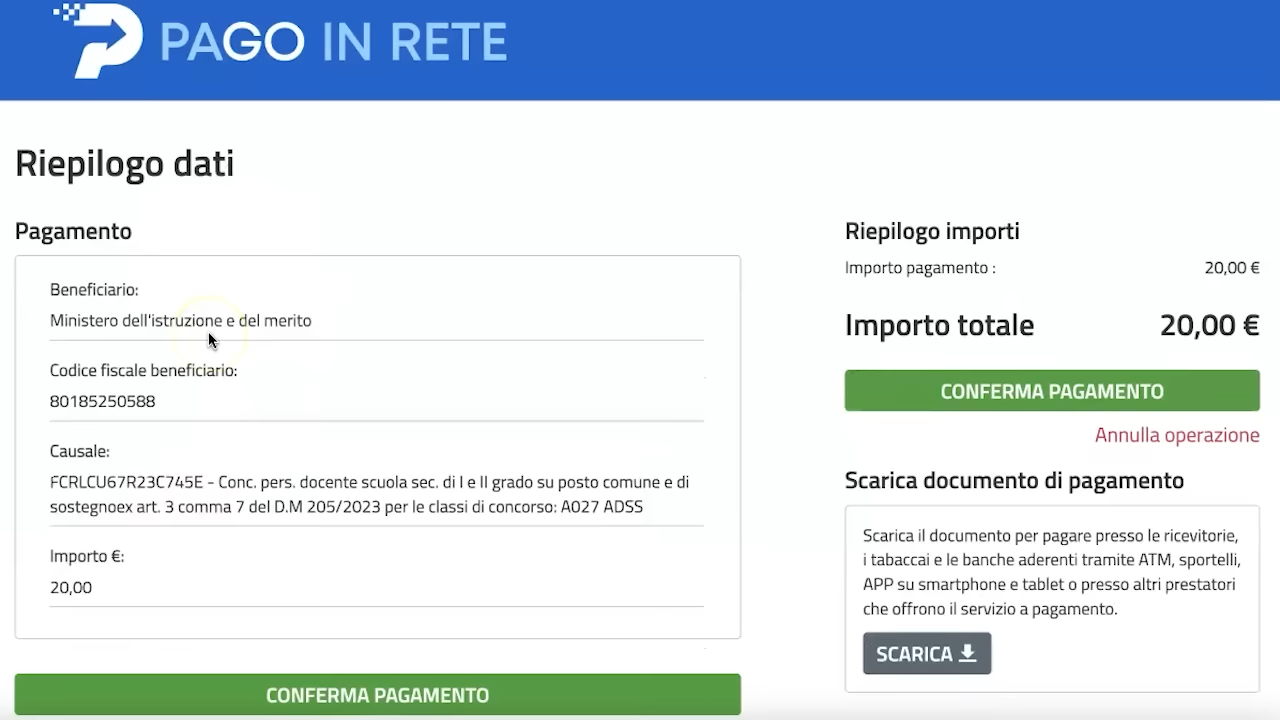 PAGO IN RETE
Riepilogo dati
Pagamento
Beneficiario:
Ministero dell'istruzione e del merito
Codice fiscale beneficiario:
80185250588
Causale:
FCRLCU67R23C745E - Conc. pers. docente scuola sec. di I e II grado su posto comune e di
sostegnoex art. 3 comma 7 del D.M 205/2023 per le classi di concorso: A027 ADSS
Importo €:
20,00
CONFERMA PAGAMENTO
Riepilogo importi
Importo pagamento : 20,00 €
Importo totale 20,00 €
CONFERMA PAGAMENTO
Annulla operazione
Scarica documento di pagamento
Scarica il documento per pagare presso le ricevitorie,
i tabaccai e le banche aderenti tramite ATM, sportelli,
APP su smartphone e tablet o presso altri prestatori
che offrono il servizio a pagamento.
SCARICA